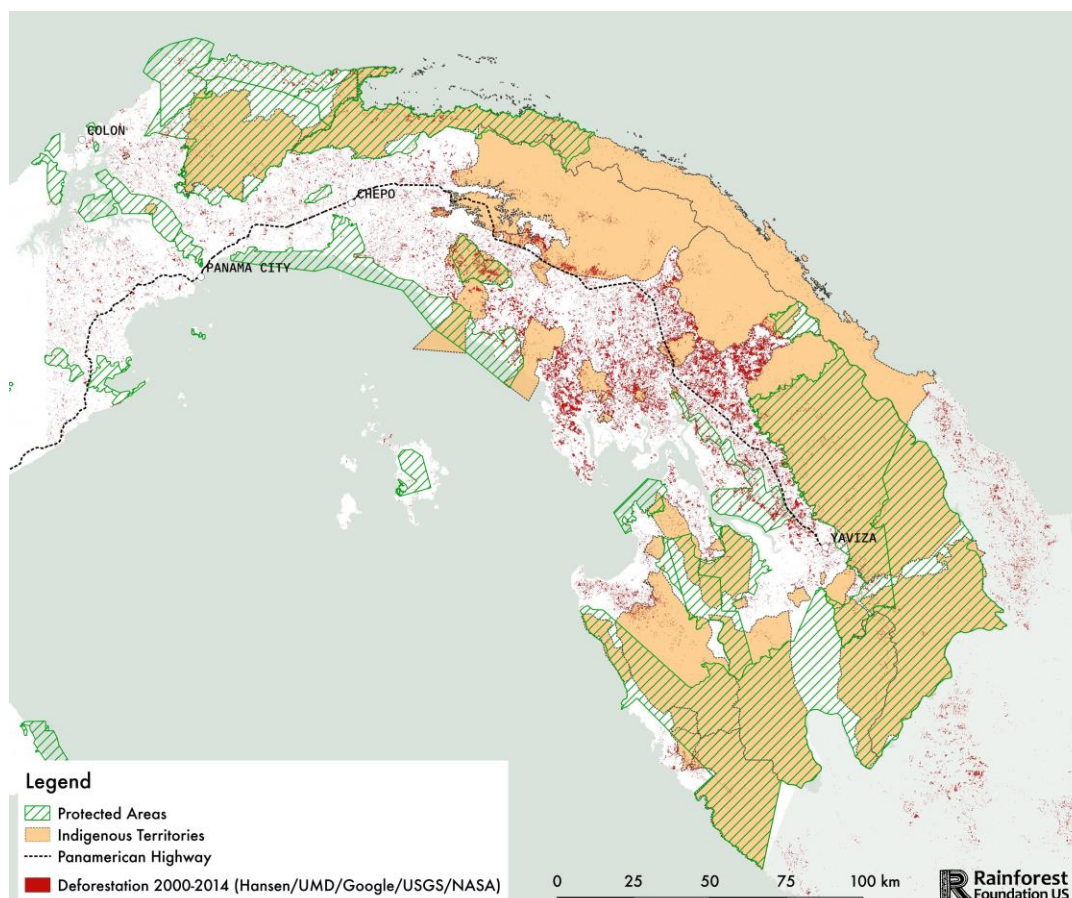 COLON
CHEPO
PANAMA CITY
YAVIZA
Legend
Protected Areas
Indigenous Territories
Panamerican Highway
Deforestation 2000-2014 (Hansen/UMD/Google/USGS/NASA)
0 25 50 75 100 km
Rainforest
Foundation US